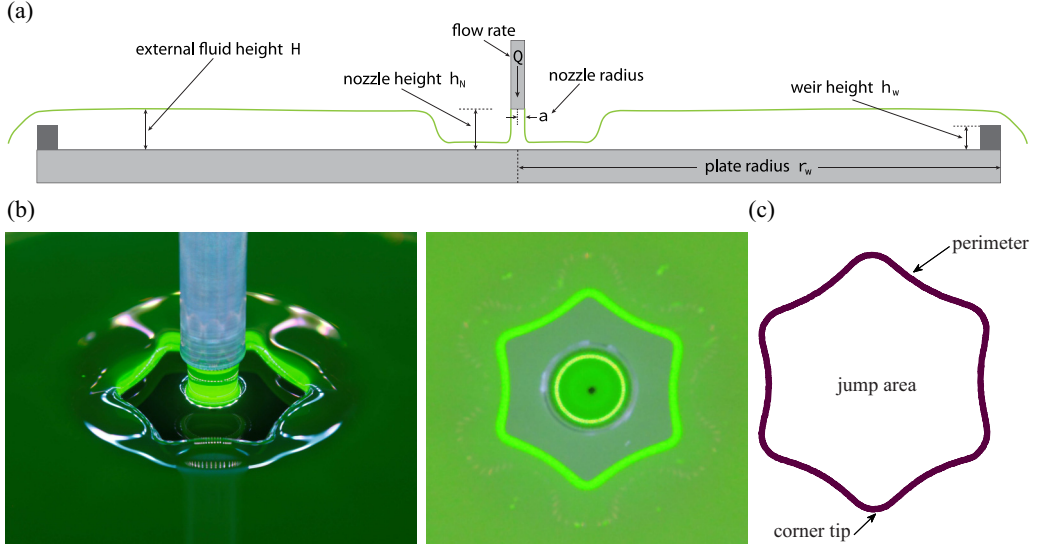 (a)
flow rate
external fluid height H
Q
nozzle height h_N
nozzle radius
weir height h_w
a
plate radius r_w
(b)
(c)
perimeter
jump area
corner tip